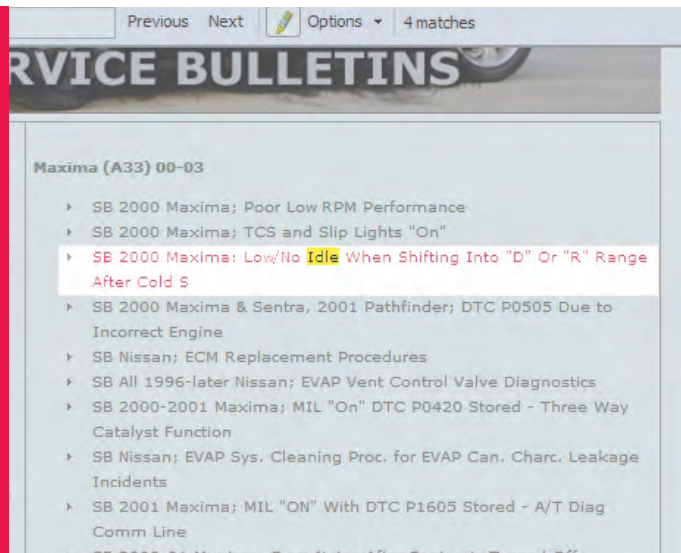 Previous Next Options 4 matches
RVICE BULLETINS
Maxima (A33) 00-03
SB 2000 Maxima; Poor Low RPM Performance
SB 2000 Maxima; TCS and Slip Lights "On"
SB 2000 Maxima: Low/No Idle When Shifting Into "D" Or "R" Range
After Cold S
SB 2000 Maxima & Sentra, 2001 Pathfinder; DTC P0505 Due to
Incorrect Engine
SB Nissan; ECM Replacement Procedures
SB All 1996-later Nissan; EVAP Vent Control Valve Diagnostics
SB 2000-2001 Maxima; MIL "On" DTC P0420 Stored - Three Way
Catalyst Function
SB Nissan; EVAP Sys. Cleaning Proc. for EVAP Can. Charc. Leakage
Incidents
SB 2001 Maxima; MIL "ON" With DTC P1605 Stored - A/T Diag
Comm Line